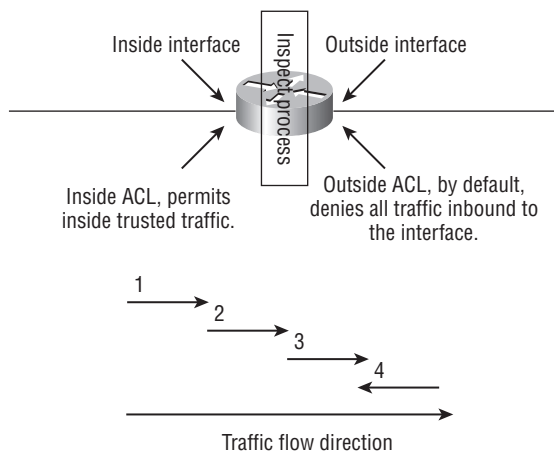 Inside interface
Outside interface
Inspect process
Inside ACL, permits
inside trusted traffic.
Outside ACL, by default,
denies all traffic inbound to
the interface.
1
2
3
4
Traffic flow direction